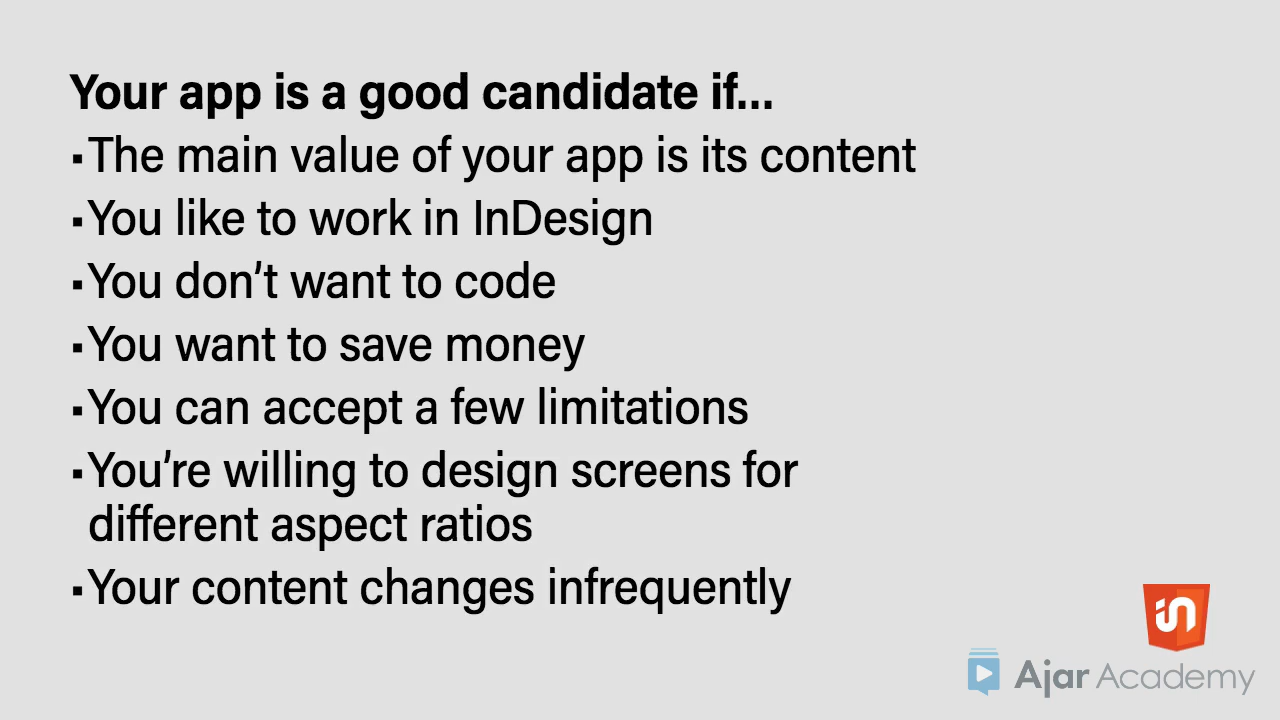 Your app is a good candidate if...
▪The main value of your app is its content
▪You like to work in InDesign
▪You don’t want to code
▪You want to save money
▪You can accept a few limitations
▪You’re willing to design screens for
different aspect ratios
▪Your content changes infrequently
in
Ajar Academy